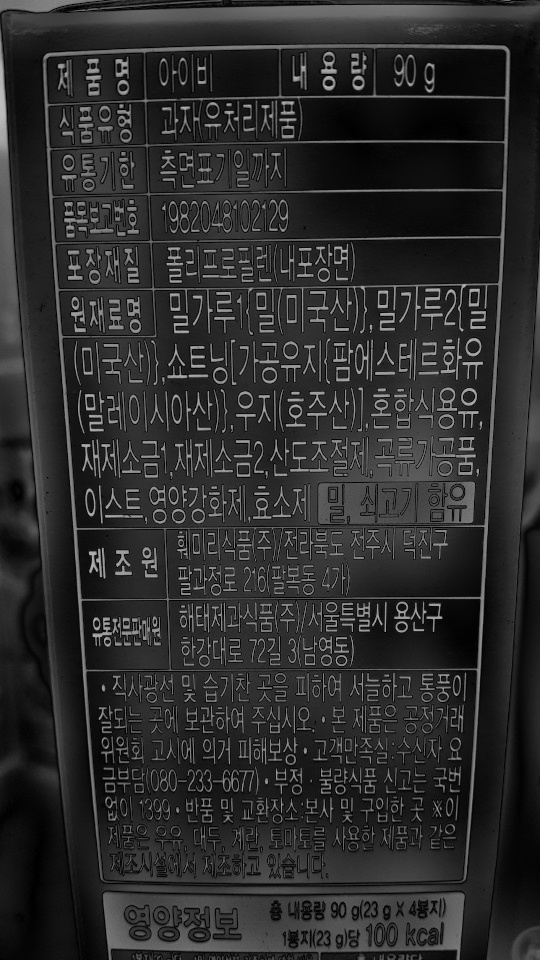 제품명 아이비 내용량 90 g
식품유형 과자(유처리제품)
유통기한 측면표기일까지
품목보고번호 1982048102129
포장재질 폴리프로필렌(내포장면)
원재료명 밀가루1{밀(미국산)},밀가루2{밀
(미국산)},쇼트닝[가공유지{팜에스테르화유
(말레이시아산)},우지(호주산)],혼합식용유,
재제소금1,재제소금2,산도조절제,곡류가공품,
이스트,영양강화제,효소제 밀, 쇠고기 함유
제조원 훼미리식품(주)/전라북도 전주시 덕진구
팔과정로 216(팔복동 4가)
유통전문판매원 해태제과식품(주)/서울특별시 용산구
한강대로 72길 3(남영동)
• 직사광선 및 습기찬 곳을 피하여 서늘하고 통풍이
잘되는 곳에 보관하여 주십시오. • 본 제품은 공정거래
위원회 고시에 의거 피해보상 • 고객만족실:수신자 요
금부담(080-233-6677) • 부정 · 불량식품 신고는 국번
없이 1399 • 반품 및 교환장소:본사 및 구입한 곳 ※이
제품은 우유, 대두, 계란, 토마토를 사용한 제품과 같은
제조시설에서 제조하고 있습니다.
영양정보 총 내용량 90 g(23 g X 4봉지)
1봉지(23 g)당 100 kcal